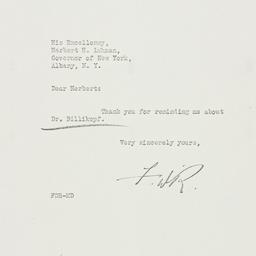 His Excellency,
Herbert H. Lehman,
Governor of New York,
Albany, N. Y.
Dear Herbert:
Thank you for reminding me about
Dr. Billikopf.
Very sincerely yours,
F.D.R.
FDR-MD